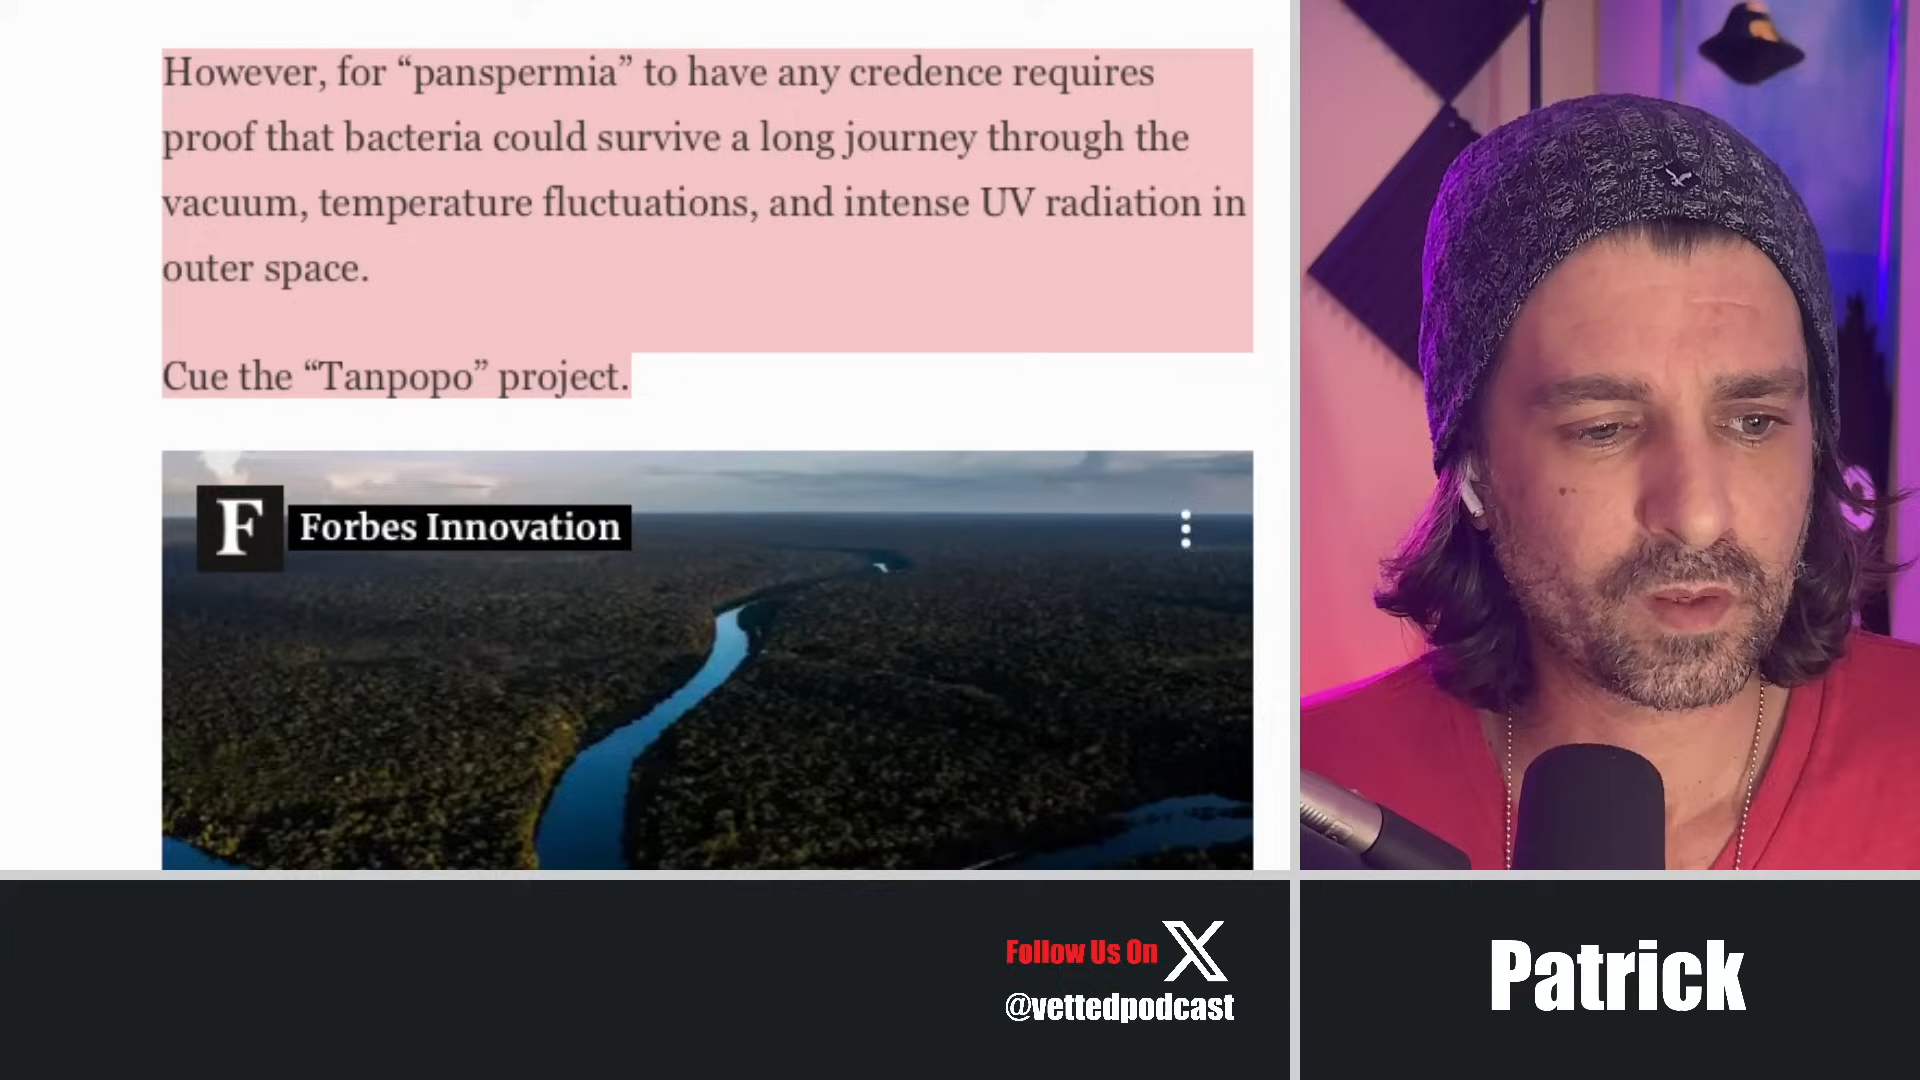 However, for “panspermia” to have any credence requires
proof that bacteria could survive a long journey through the
vacuum, temperature fluctuations, and intense UV radiation in
outer space.
Cue the “Tanpopo” project.
F
Forbes Innovation
Follow Us On X
@vettedpodcast
Patrick